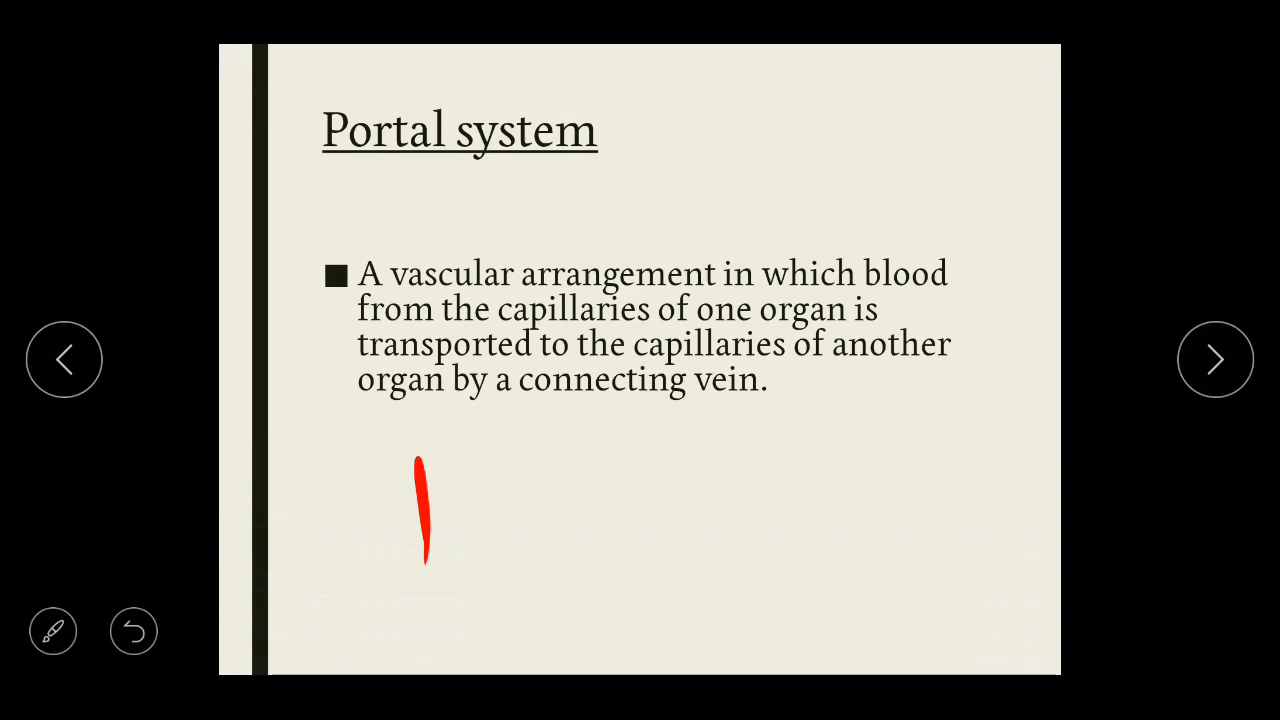 Portal system
■ A vascular arrangement in which blood
from the capillaries of one organ is
transported to the capillaries of another
organ by a connecting vein.